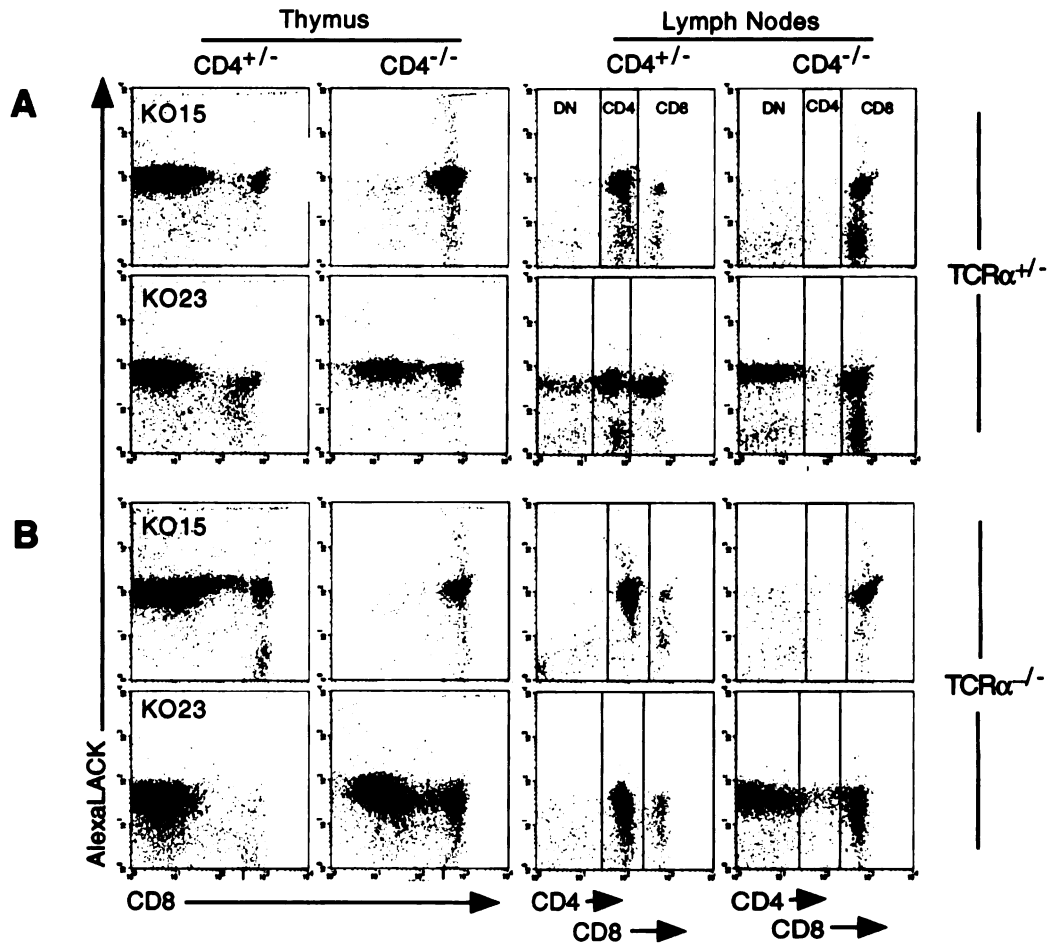 Thymus
Lymph Nodes
CD4+/-
CD4-/-
CD4+/-
CD4-/-
A
KO15
DN
CD4
CD8
DN
CD4
CD8
KO23
TCRα+/-
B
KO15
KO23
TCRα-/-
AlexaLACK
CD8
CD4
CD8
CD4
CD8